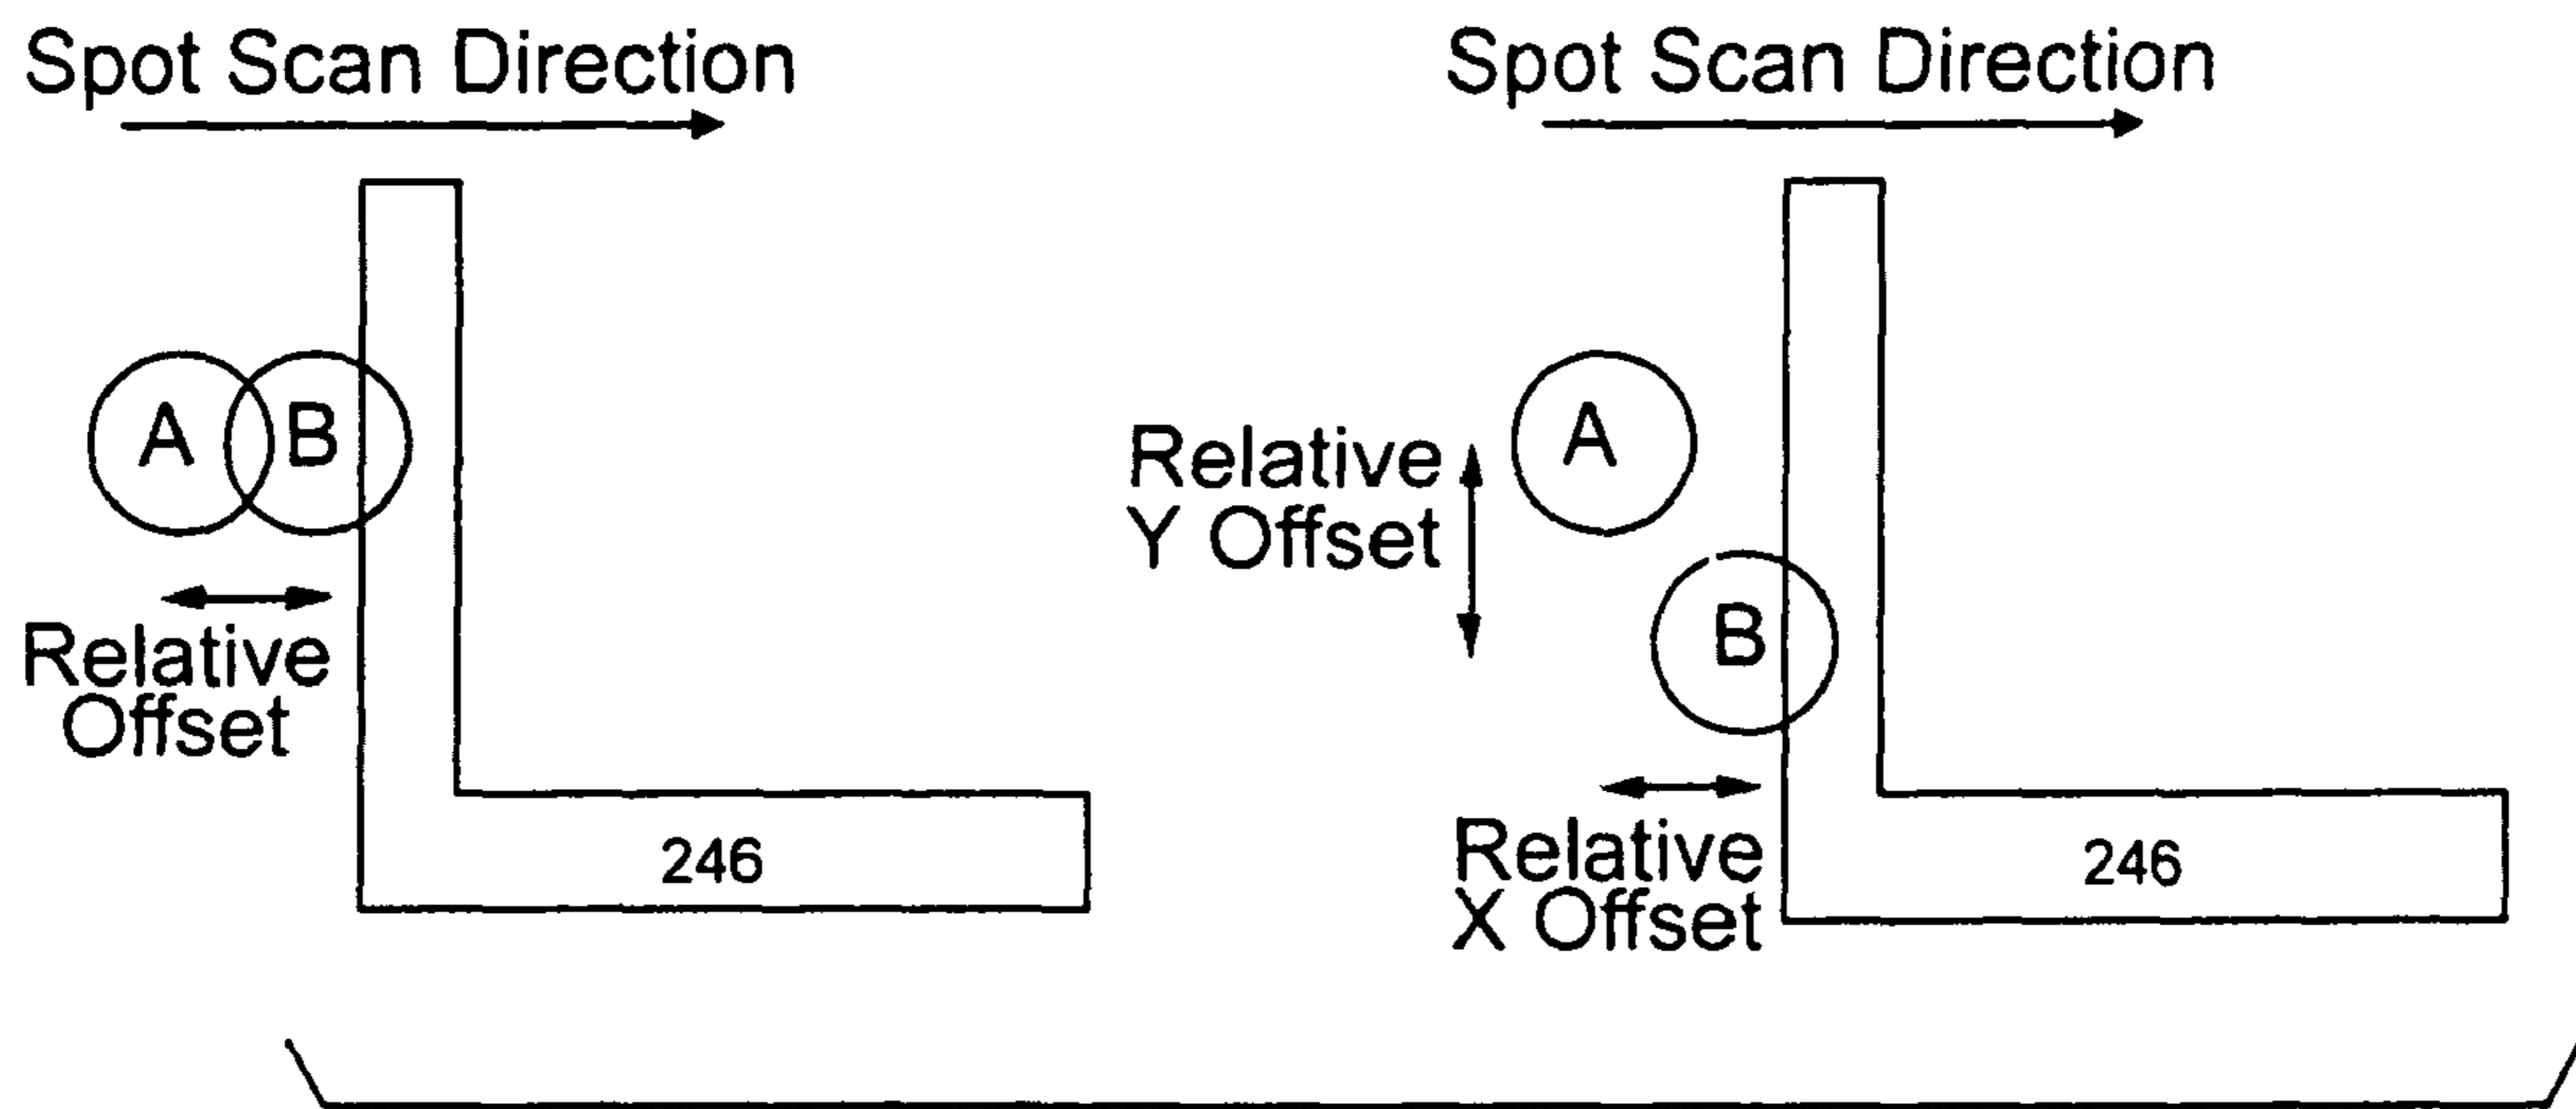 Spot Scan Direction
A
B
Relative
Offset
246
Spot Scan Direction
Relative
Y Offset
A
B
Relative
X Offset
246